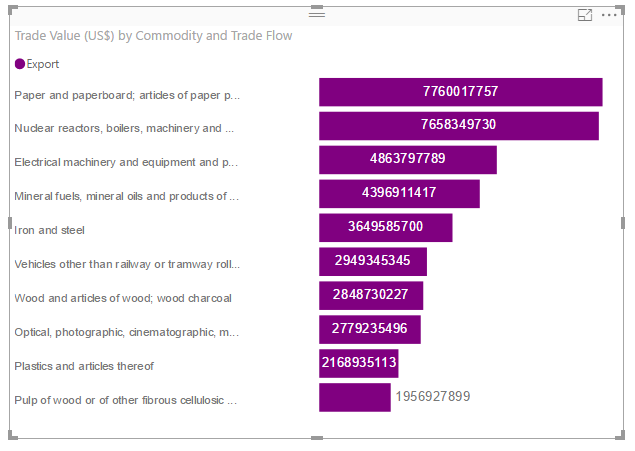 Trade Value (US$) by Commodity and Trade Flow
Export
Paper and paperboard; articles of paper p... 7760017757
Nuclear reactors, boilers, machinery and ... 7658349730
Electrical machinery and equipment and p... 4863797789
Mineral fuels, mineral oils and products of ... 4396911417
Iron and steel 3649585700
Vehicles other than railway or tramway roll... 2949345345
Wood and articles of wood; wood charcoal 2848730227
Optical, photographic, cinematographic, m... 2779235496
Plastics and articles thereof 2168935113
Pulp of wood or of other fibrous cellulosic ... 1956927899